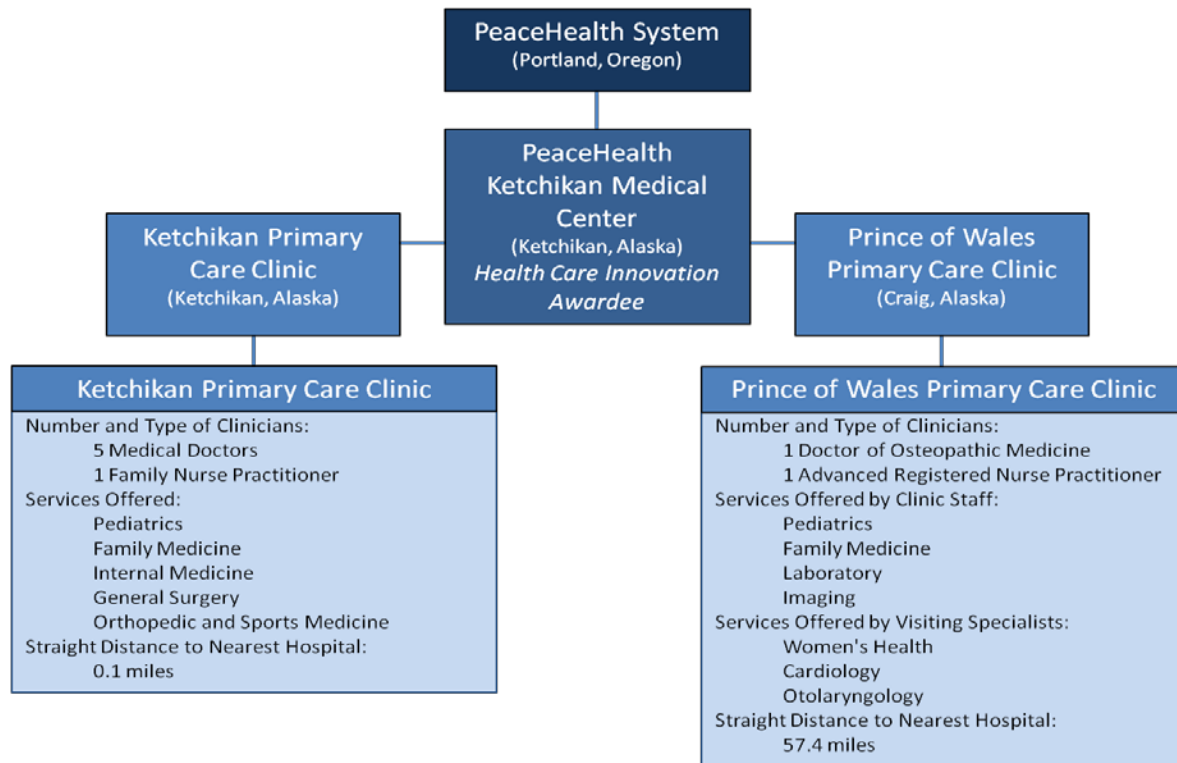 PeaceHealth System
(Portland, Oregon)
PeaceHealth
Ketchikan Medical
Center
(Ketchikan, Alaska)
Health Care Innovation
Awardee
Ketchikan Primary
Care Clinic
(Ketchikan, Alaska)
Prince of Wales
Primary Care Clinic
(Craig, Alaska)
Ketchikan Primary Care Clinic
Number and Type of Clinicians:
5 Medical Doctors
1 Family Nurse Practitioner
Services Offered:
Pediatrics
Family Medicine
Internal Medicine
General Surgery
Orthopedic and Sports Medicine
Straight Distance to Nearest Hospital:
0.1 miles
Prince of Wales Primary Care Clinic
Number and Type of Clinicians:
1 Doctor of Osteopathic Medicine
1 Advanced Registered Nurse Practitioner
Services Offered by Clinic Staff:
Pediatrics
Family Medicine
Laboratory
Imaging
Services Offered by Visiting Specialists:
Women's Health
Cardiology
Otolaryngology
Straight Distance to Nearest Hospital:
57.4 miles